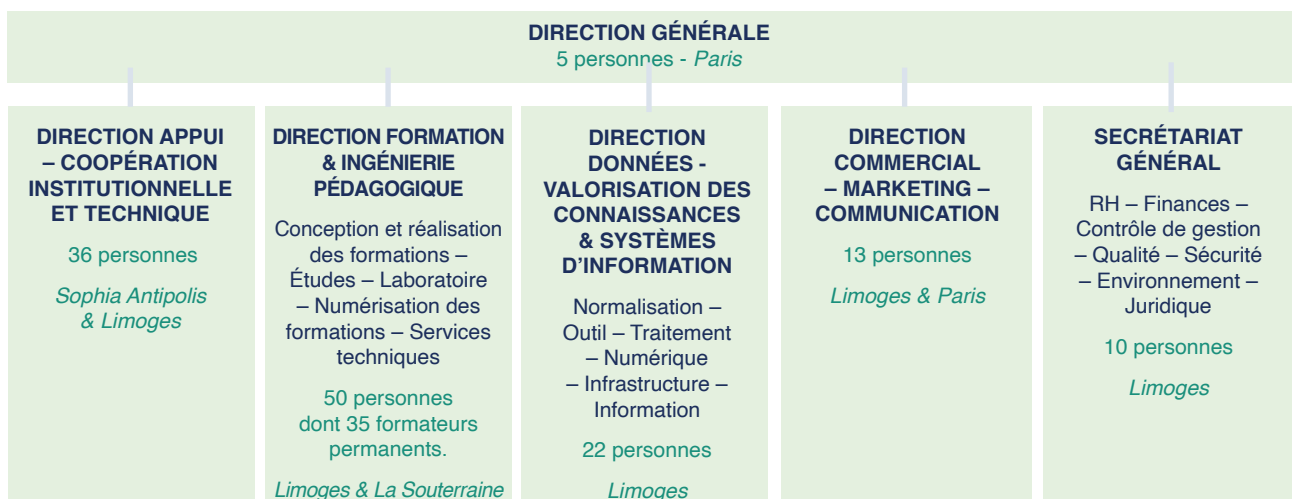 DIRECTION GÉNÉRALE
5 personnes - Paris
DIRECTION APPUI
– COOPÉRATION
INSTITUTIONNELLE
ET TECHNIQUE
36 personnes
Sophia Antipolis
& Limoges
DIRECTION FORMATION
& INGÉNIERIE
PÉDAGOGIQUE
Conception et réalisation
des formations –
Études – Laboratoire
– Numérisation des
formations – Services
techniques
50 personnes
dont 35 formateurs
permanents.
Limoges & La Souterraine
DIRECTION
DONNÉES -
VALORISATION DES
CONNAISSANCES
& SYSTÈMES
D’INFORMATION
Normalisation –
Outil – Traitement
– Numérique
– Infrastructure –
Information
22 personnes
Limoges
DIRECTION
COMMERCIAL
– MARKETING –
COMMUNICATION
13 personnes
Limoges & Paris
SECRÉTARIAT
GÉNÉRAL
RH – Finances –
Contrôle de gestion
– Qualité – Sécurité
– Environnement –
Juridique
10 personnes
Limoges